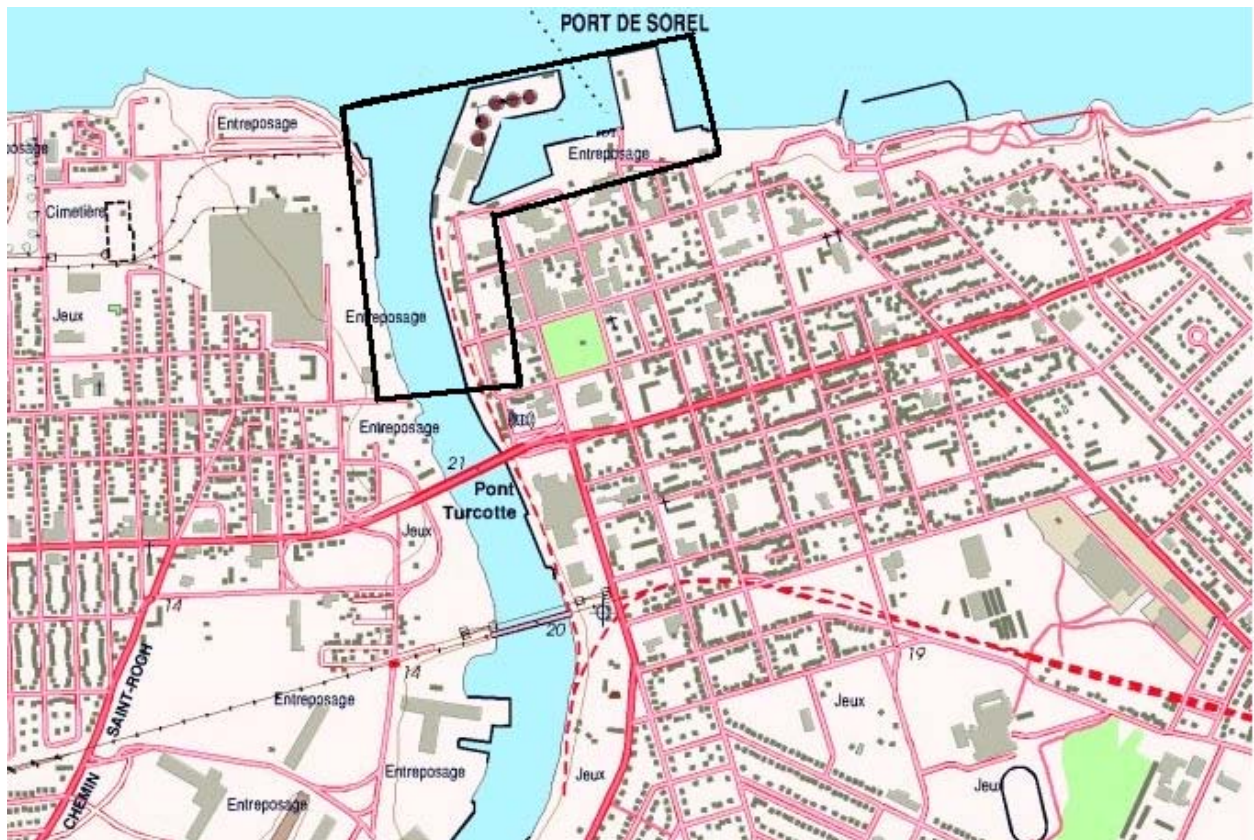 PORT DE SOREL
Entreposage
Entreposage
Cimetière
Jeux
Entreposage
Entreposage
21
Pont
Turcotte
Jeux
14
20
19
14
CHEMIN SAINT-ROCH
Entreposage
Jeux
8
Entreposage
Jeux
Jeux
Entreposage